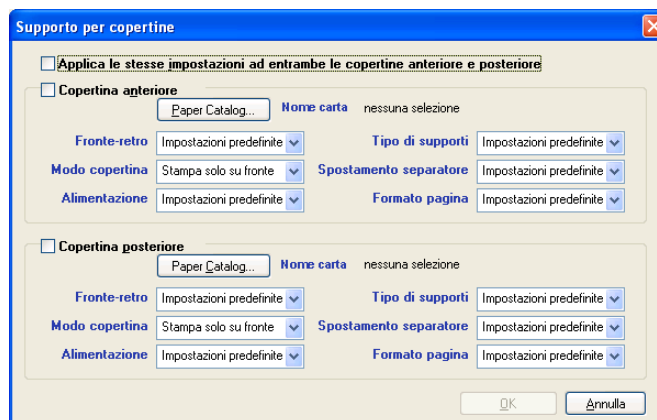 Supporto per copertine
Applica le stesse impostazioni ad entrambe le copertine anteriore e posteriore
Copertina anteriore
Paper Catalog... Nome carta nessuna selezione
Fronte-retro Impostazioni predefinite Tipo di supporti Impostazioni predefinite
Modo copertina Stampa solo su fronte Spostamento separatore Impostazioni predefinite
Alimentazione Impostazioni predefinite Formato pagina Impostazioni predefinite
Copertina posteriore
Paper Catalog... Nome carta nessuna selezione
Fronte-retro Impostazioni predefinite Tipo di supporti Impostazioni predefinite
Modo copertina Stampa solo su fronte Spostamento separatore Impostazioni predefinite
Alimentazione Impostazioni predefinite Formato pagina Impostazioni predefinite
OK Annulla